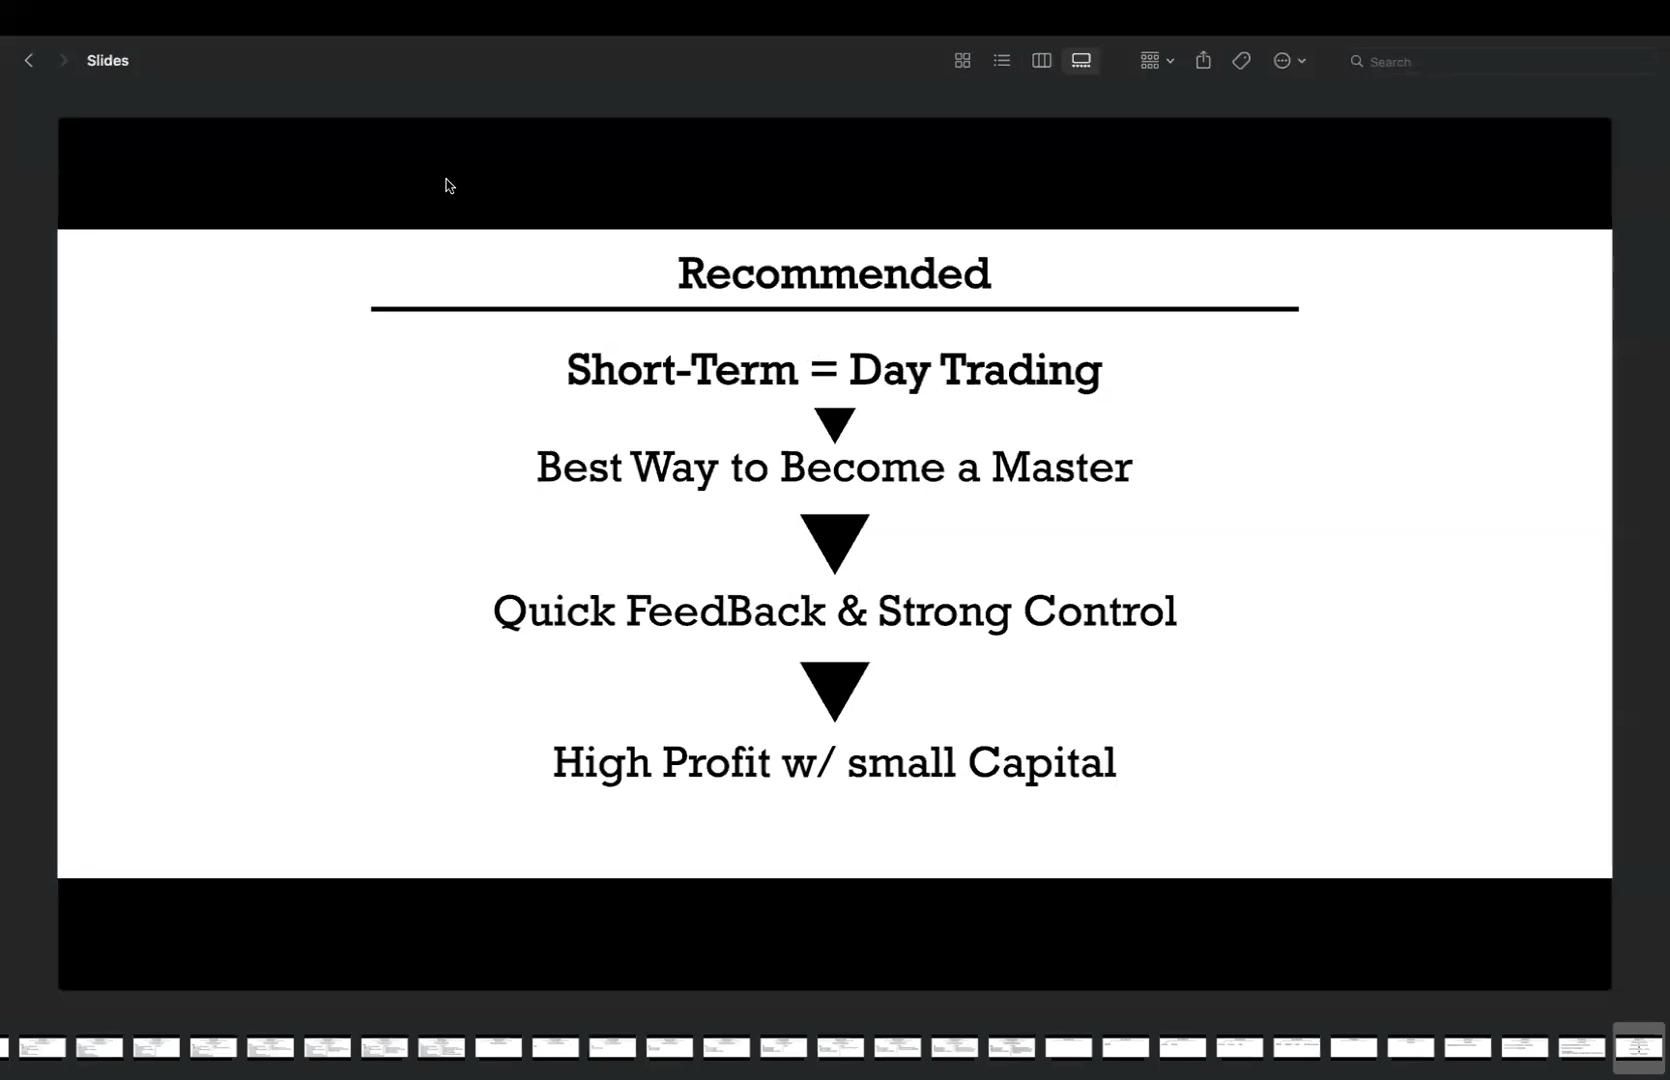 Slides
Search
Recommended
Short-Term = Day Trading
Best Way to Become a Master
Quick FeedBack & Strong Control
High Profit w/ small Capital